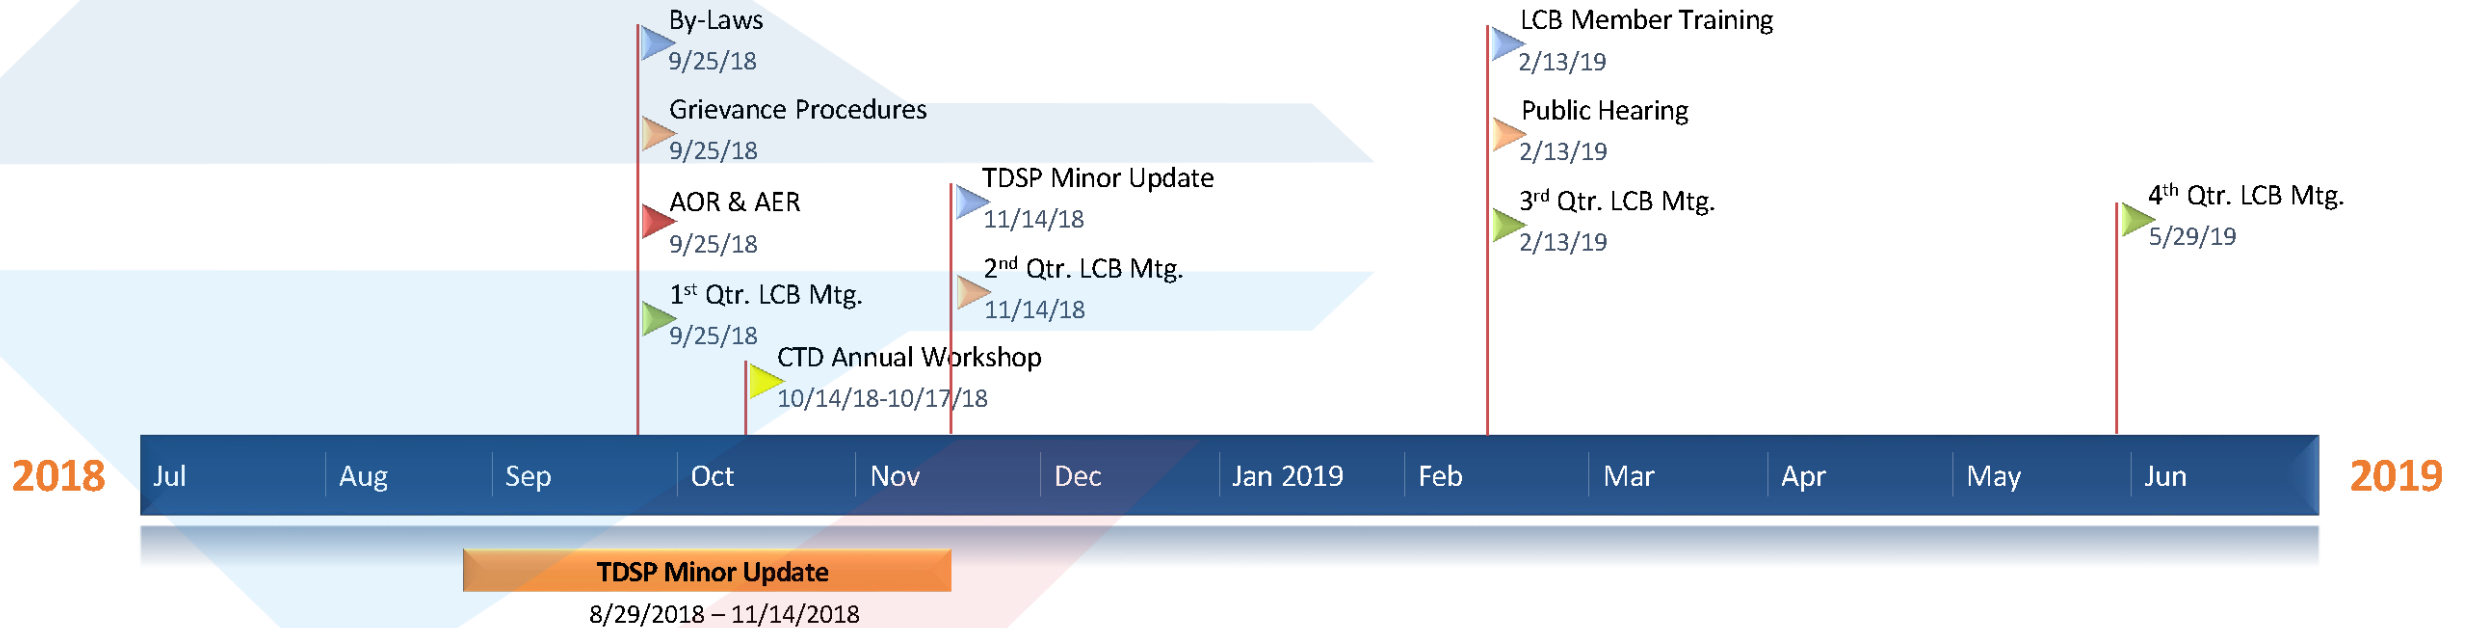 By-Laws
9/25/18
Grievance Procedures
9/25/18
AOR & AER
9/25/18
1st Qtr. LCB Mtg.
9/25/18
CTD Annual Workshop
10/14/18-10/17/18
TDSP Minor Update
11/14/18
2nd Qtr. LCB Mtg.
11/14/18
LCB Member Training
2/13/19
Public Hearing
2/13/19
3rd Qtr. LCB Mtg.
2/13/19
4th Qtr. LCB Mtg.
5/29/19
2018 Jul Aug Sep Oct Nov Dec Jan 2019 Feb Mar Apr May Jun 2019
TDSP Minor Update
8/29/2018 – 11/14/2018